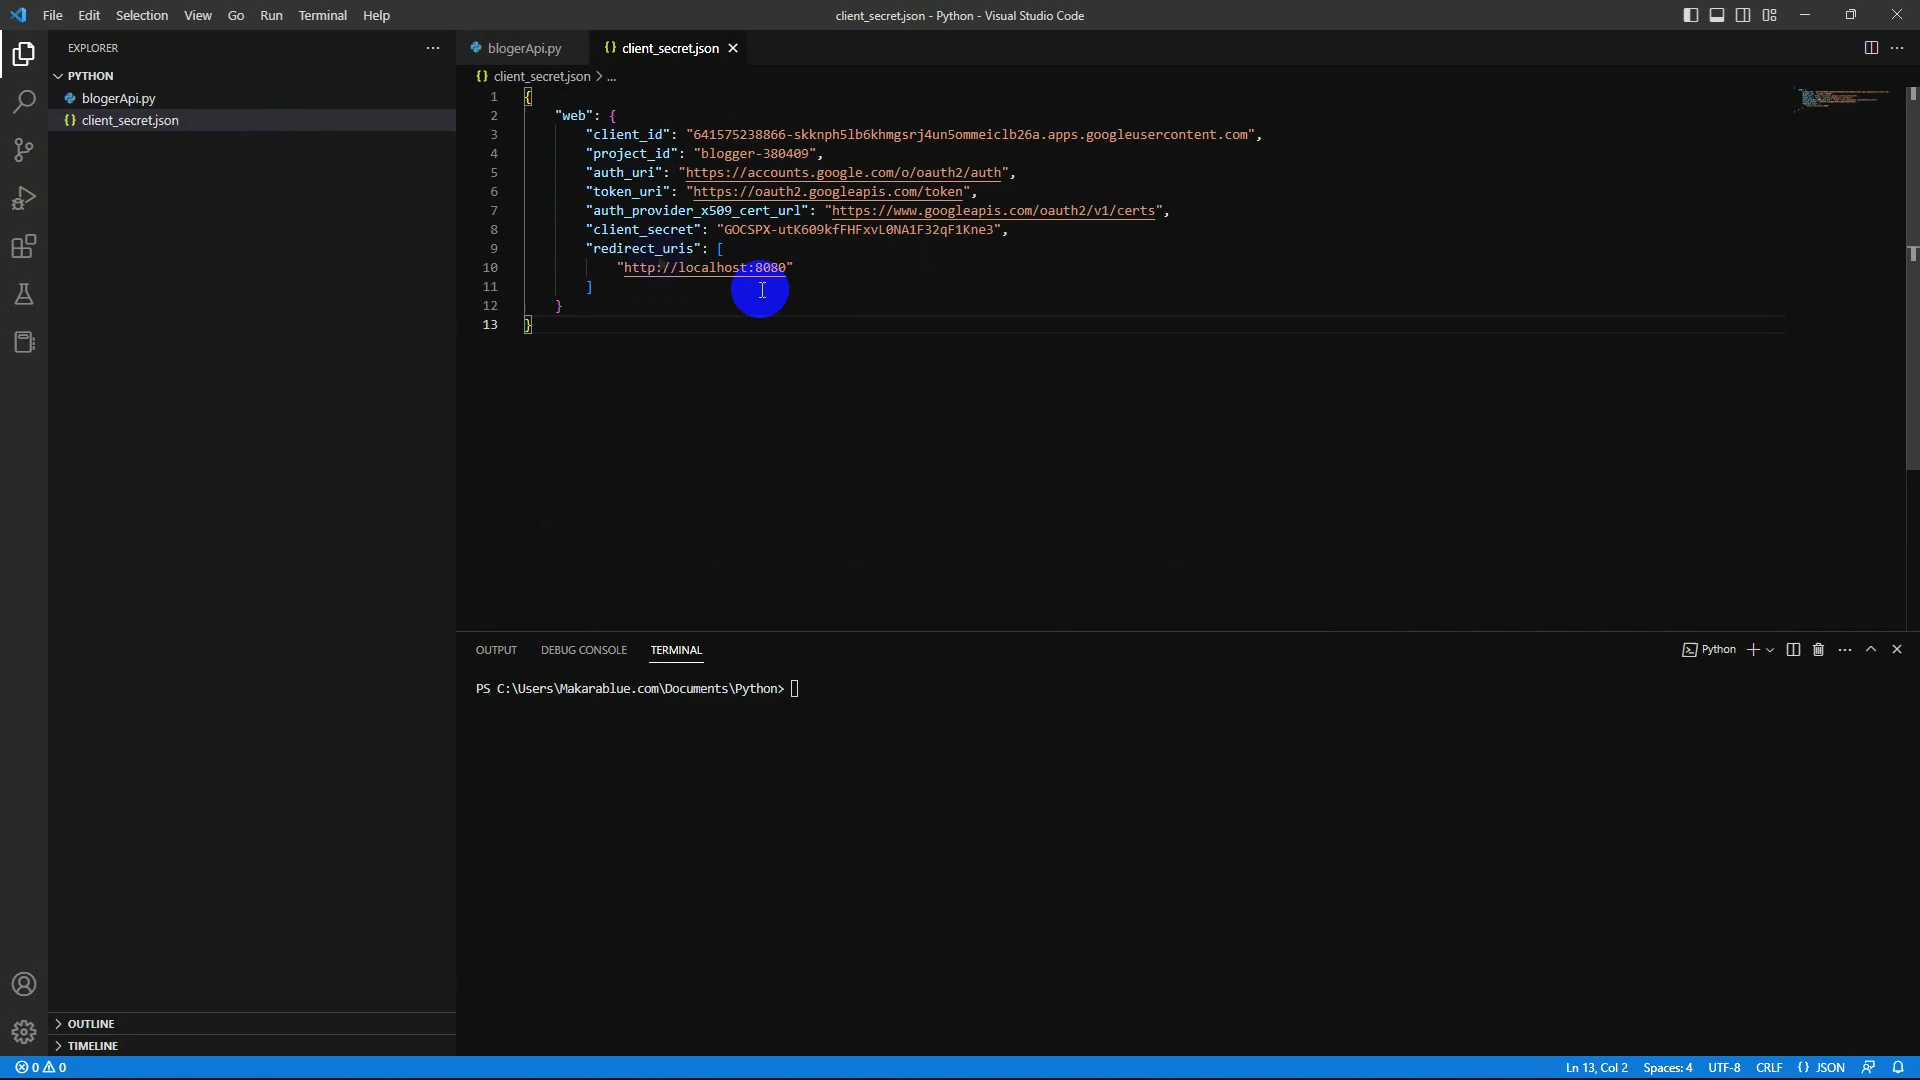 File Edit Selection View Go Run Terminal Help
client_secret.json - Python - Visual Studio Code
EXPLORER
PYTHON
blogerApi.py
client_secret.json
blogerApi.py client_secret.json
client_secret.json > ...
1 {
2 "web": {
3 "client_id": "641575238866-skknph5lb6khmgsrj4un5ommeiclb26a.apps.googleusercontent.com",
4 "project_id": "blogger-380409",
5 "auth_uri": "https://accounts.google.com/o/oauth2/auth",
6 "token_uri": "https://oauth2.googleapis.com/token",
7 "auth_provider_x509_cert_url": "https://www.googleapis.com/oauth2/v1/certs",
8 "client_secret": "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",
9 "redirect_uris": [
10 "http://localhost:8080"
11 ]
12 }
13 }
OUTPUT DEBUG CONSOLE TERMINAL
Python
PS C:\Users\Makarablue.com\Documents\Python>
OUTLINE
TIMELINE
0 0
Ln 13, Col 2 Spaces: 4 UTF-8 CRLF {} JSON